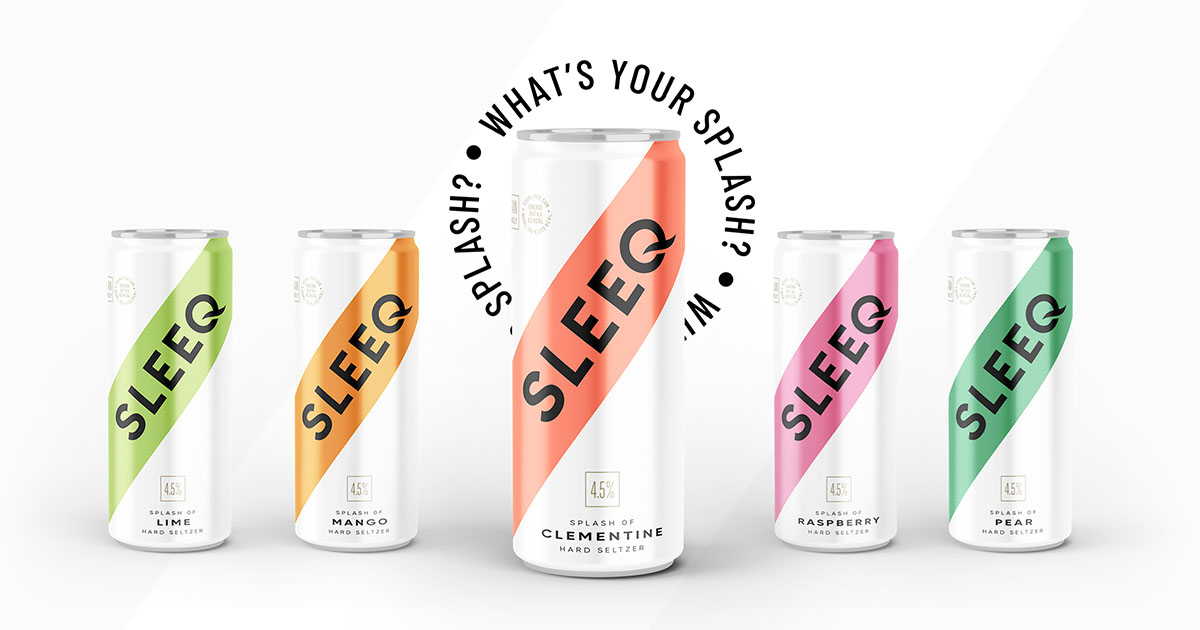 WHAT'S YOUR SPLASH? •
SPLASH? •
SLEEQ
4.5%
SPLASH OF
LIME
HARD SELTZER
SLEEQ
4.5%
SPLASH OF
MANGO
HARD SELTZER
SLEEQ
4.5%
SPLASH OF
CLEMENTINE
HARD SELTZER
SLEEQ
4.5%
SPLASH OF
RASPBERRY
HARD SELTZER
SLEEQ
4.5%
SPLASH OF
PEAR
HARD SELTZER